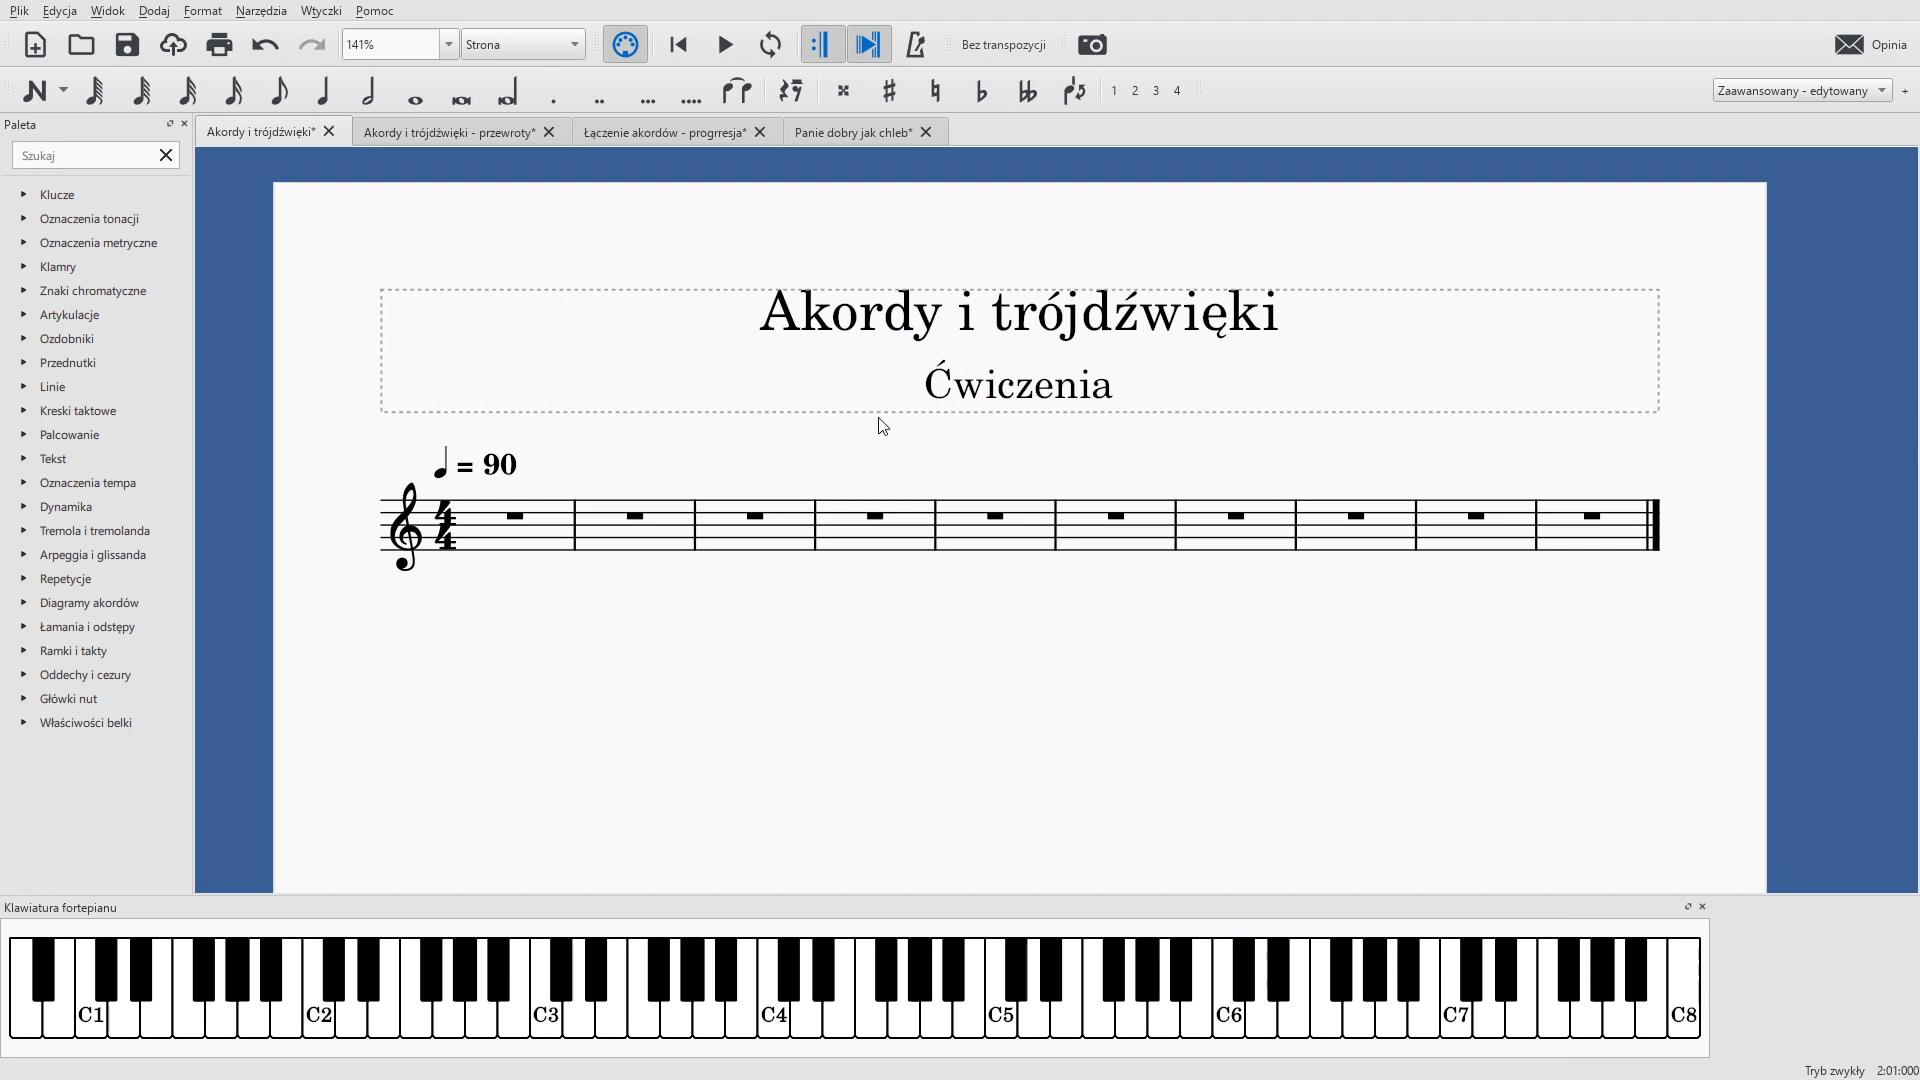 Plik Edycja Widok Dodaj Format Narzędzia Wtyczki Pomoc
141% Strona Bez transpozycji Opinia
1 2 3 4 Zaawansowany - edytowany +
Paleta
Akordy i trójdźwięki* Akordy i trójdźwięki - przewroty* Łączenie akordów - progrresja* Panie dobry jak chleb*
Szukaj
Klucze
Oznaczenia tonacji
Oznaczenia metryczne
Klamry
Znaki chromatyczne
Artykulacje
Ozdobniki
Przednutki
Linie
Kreski taktowe
Palcowanie
Tekst
Oznaczenia tempa
Dynamika
Tremola i tremolanda
Arpeggia i glissanda
Repetycje
Diagramy akordów
Łamania i odstępy
Ramki i takty
Oddechy i cezury
Główki nut
Właściwości belki
Akordy i trójdźwięki
Ćwiczenia
= 90
4
4
Klawiatura fortepianu
C1 C2 C3 C4 C5 C6 C7 C8
Tryb zwykły 2:01:000